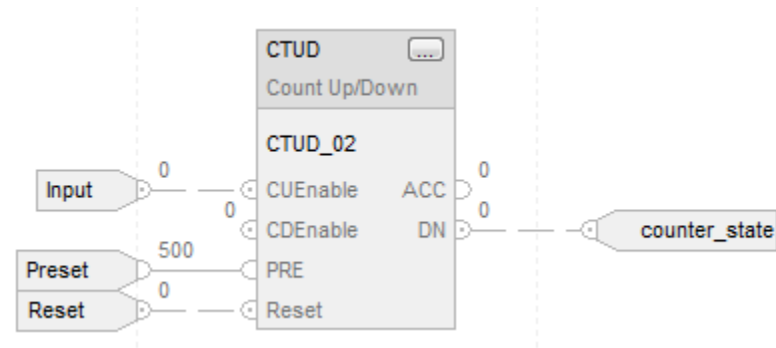 CTUD ...
Count Up/Down
CTUD_02
Input 0 CUEnable ACC 0
0 CDEnable DN 0 counter_state
Preset 500 PRE
Reset 0 Reset